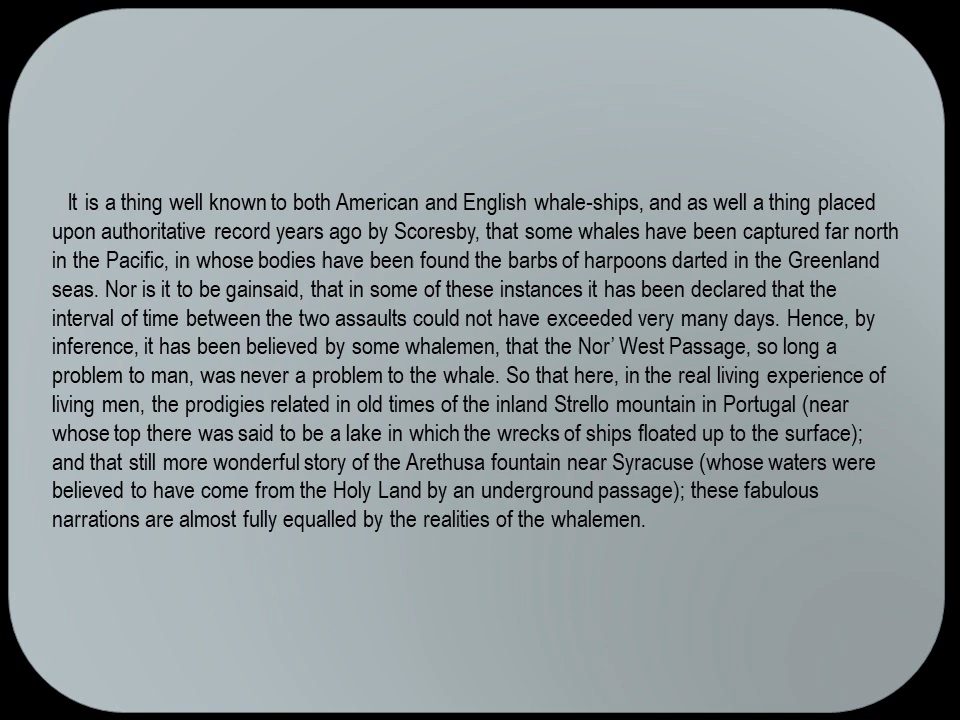 It is a thing well known to both American and English whale-ships, and as well a thing placed
upon authoritative record years ago by Scoresby, that some whales have been captured far north
in the Pacific, in whose bodies have been found the barbs of harpoons darted in the Greenland
seas. Nor is it to be gainsaid, that in some of these instances it has been declared that the
interval of time between the two assaults could not have exceeded very many days. Hence, by
inference, it has been believed by some whalemen, that the Nor’ West Passage, so long a
problem to man, was never a problem to the whale. So that here, in the real living experience of
living men, the prodigies related in old times of the inland Strello mountain in Portugal (near
whose top there was said to be a lake in which the wrecks of ships floated up to the surface);
and that still more wonderful story of the Arethusa fountain near Syracuse (whose waters were
believed to have come from the Holy Land by an underground passage); these fabulous
narrations are almost fully equalled by the realities of the whalemen.